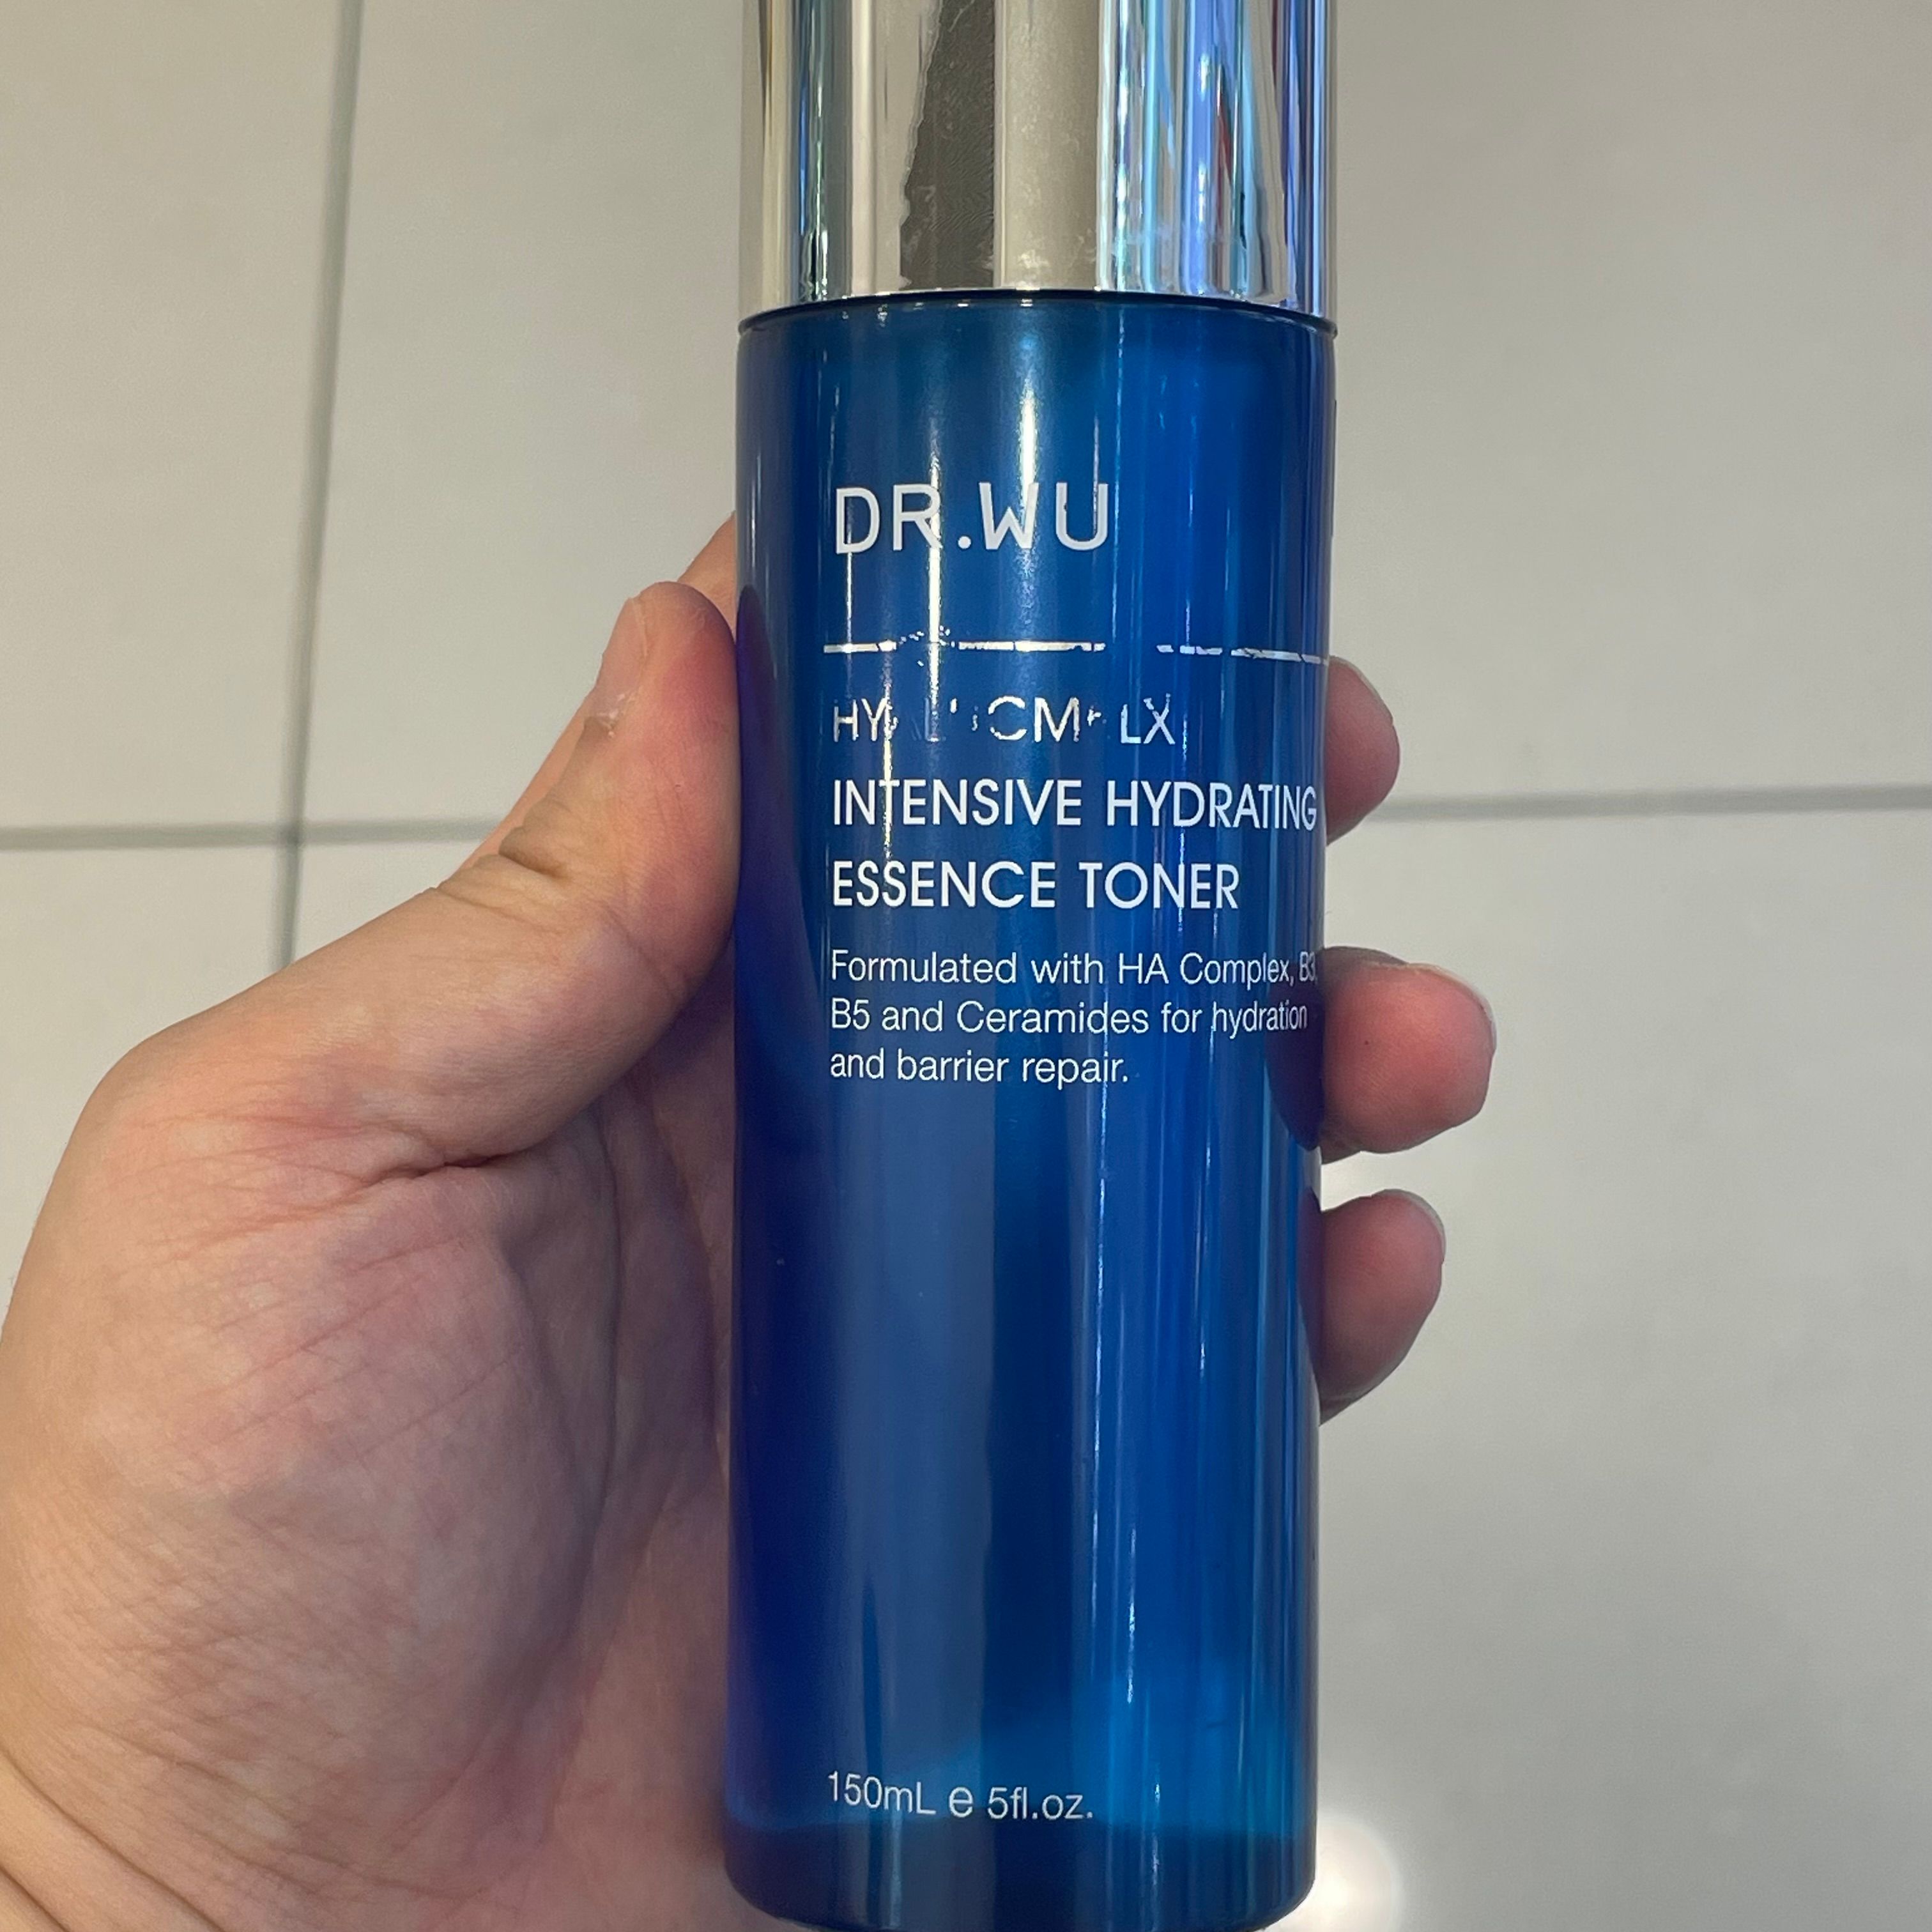 DR.WU
INTENSIVE HYDRATING
ESSENCE TONER
Formulated with HA Complex, B3,
B5 and Ceramides for hydration
and barrier repair.
150mL e 5fl.oz.